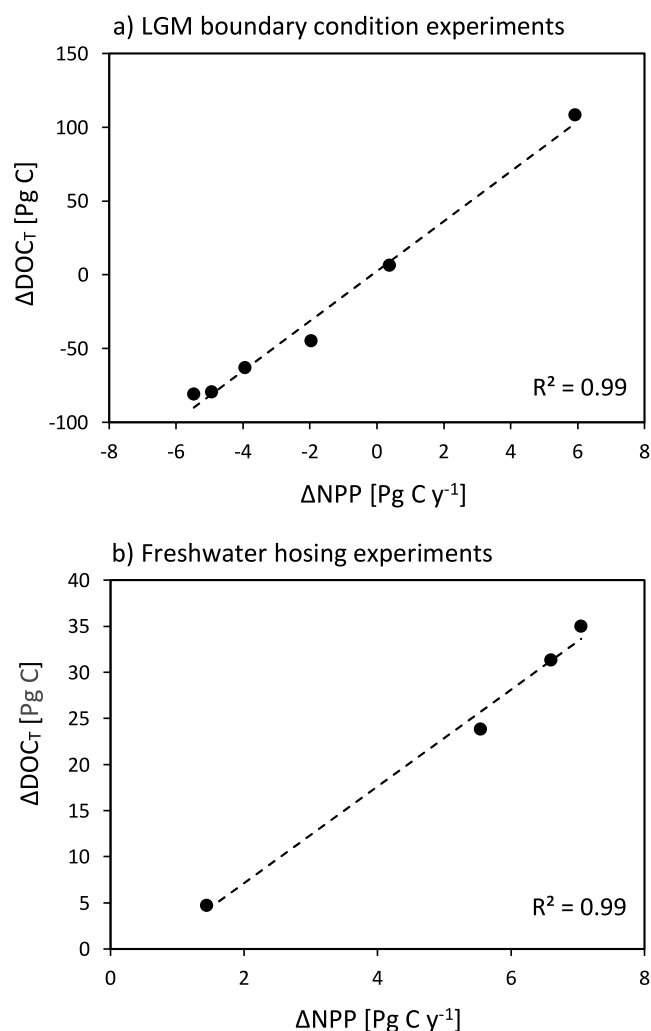 a) LGM boundary condition experiments
150
100
50
0
-50
-100
ΔDOCT [Pg C]
R² = 0.99
-8 -6 -4 -2 0 2 4 6 8
ΔNPP [Pg C y-1]
b) Freshwater hosing experiments
40
35
30
25
20
15
10
5
0
ΔDOCT [Pg C]
R² = 0.99
0 2 4 6 8
ΔNPP [Pg C y-1]